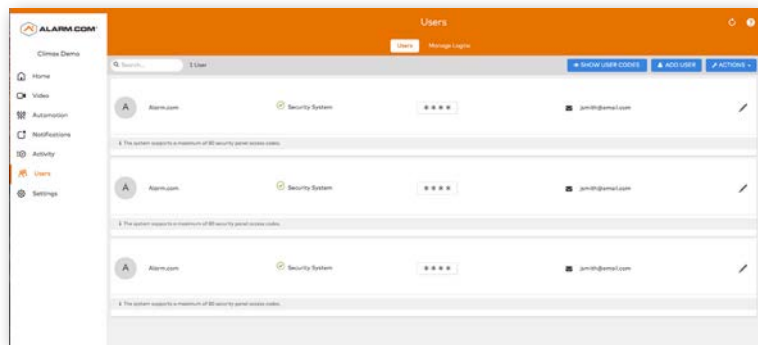 ALARM.COM
Users
Users Manage Logins
Climax Demo
Search... 1 User SHOW USER CODES ADD USER ACTIONS
Home
Video
Automation
Notifications
Activity
Users
Settings
A Alarm.com Security System **** jsmith@email.com
The system supports a maximum of 80 security panel access codes.
A Alarm.com Security System **** jsmith@email.com
The system supports a maximum of 80 security panel access codes.
A Alarm.com Security System **** jsmith@email.com
The system supports a maximum of 80 security panel access codes.